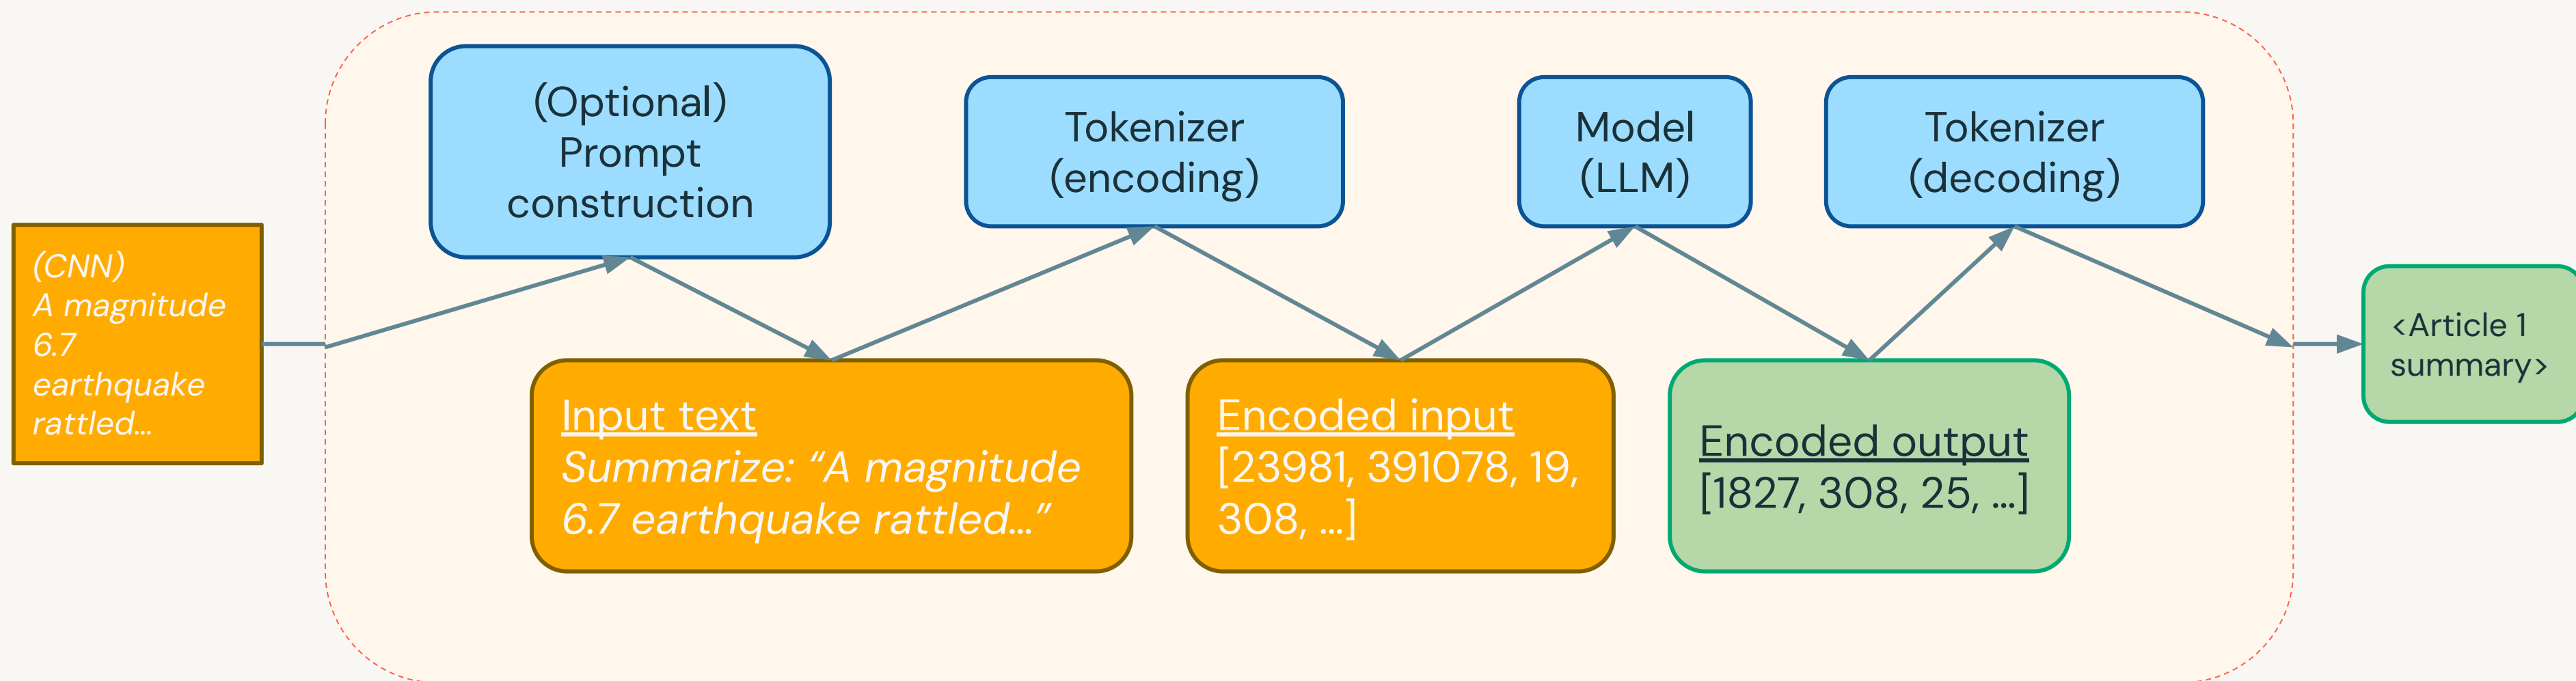 (Optional)
Prompt
construction
Tokenizer
(encoding)
Model
(LLM)
Tokenizer
(decoding)
(CNN)
A magnitude
6.7
earthquake
rattled...
Input text
Summarize: “A magnitude
6.7 earthquake rattled...”
Encoded input
[23981, 391078, 19,
308, ...]
Encoded output
[1827, 308, 25, ...]
<Article 1
summary>